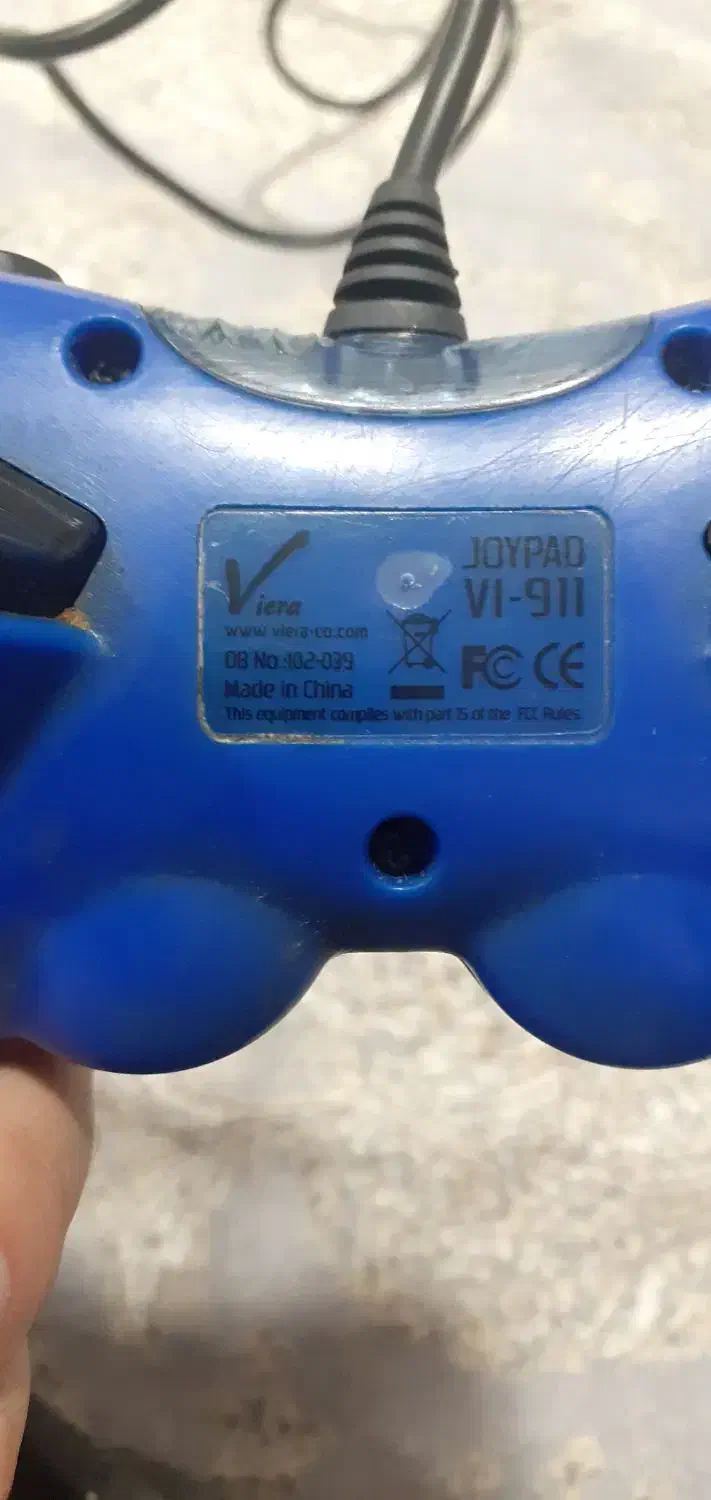 Viera
JOYPAD
VI-911
www.viera-co.com
OB No.:102-039
Made in China
FC CE
This equipment complies with part 15 of the FCC Rules